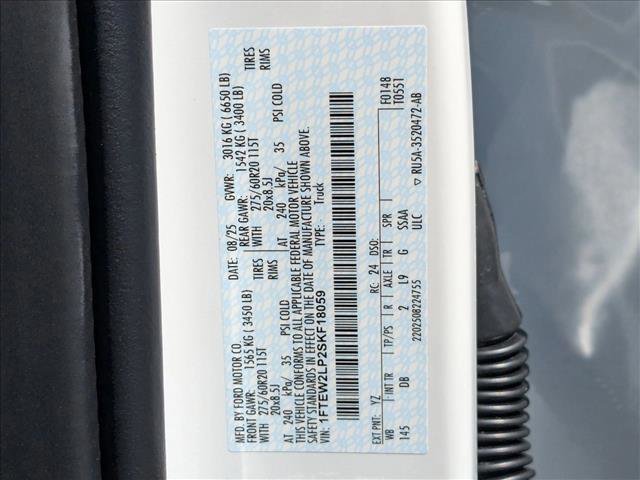 MFD. BY FORD MOTOR CO. DATE: 08/25 GVWR: 3016 KG ( 6650 LB)
FRONT GAWR: 1565 KG ( 3450 LB) REAR GAWR: 1542 KG ( 3400 LB)
WITH 275/60R20 115T TIRES WITH 275/60R20 115T TIRES
20x8.5J RIMS 20x8.5J RIMS
AT 240 kPa/ 35 PSI COLD AT 240 kPa/ 35 PSI COLD
THIS VEHICLE CONFORMS TO ALL APPLICABLE FEDERAL MOTOR VEHICLE
SAFETY STANDARDS IN EFFECT ON THE DATE OF MANUFACTURE SHOWN ABOVE.
VIN: 1FTEW2LP2SKF18059 TYPE: Truck
F0148
T0551
EXT PNT: YZ RC: 24 DSO:
WB INT TR TP/PS R AXLE TR SPR
145 DB 2 L9 G SSAA
ULC
2202508224755 ▽ RU5A-3520472-AB